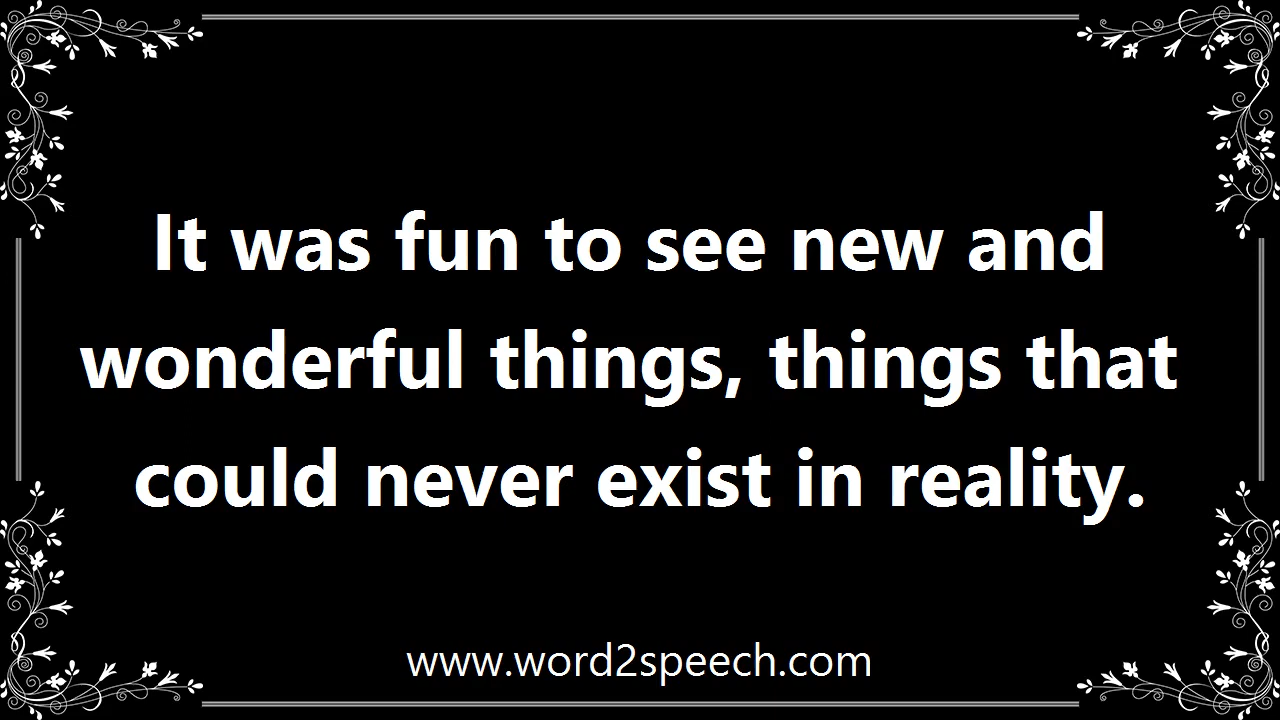 It was fun to see new and
wonderful things, things that
could never exist in reality.
www.word2speech.com